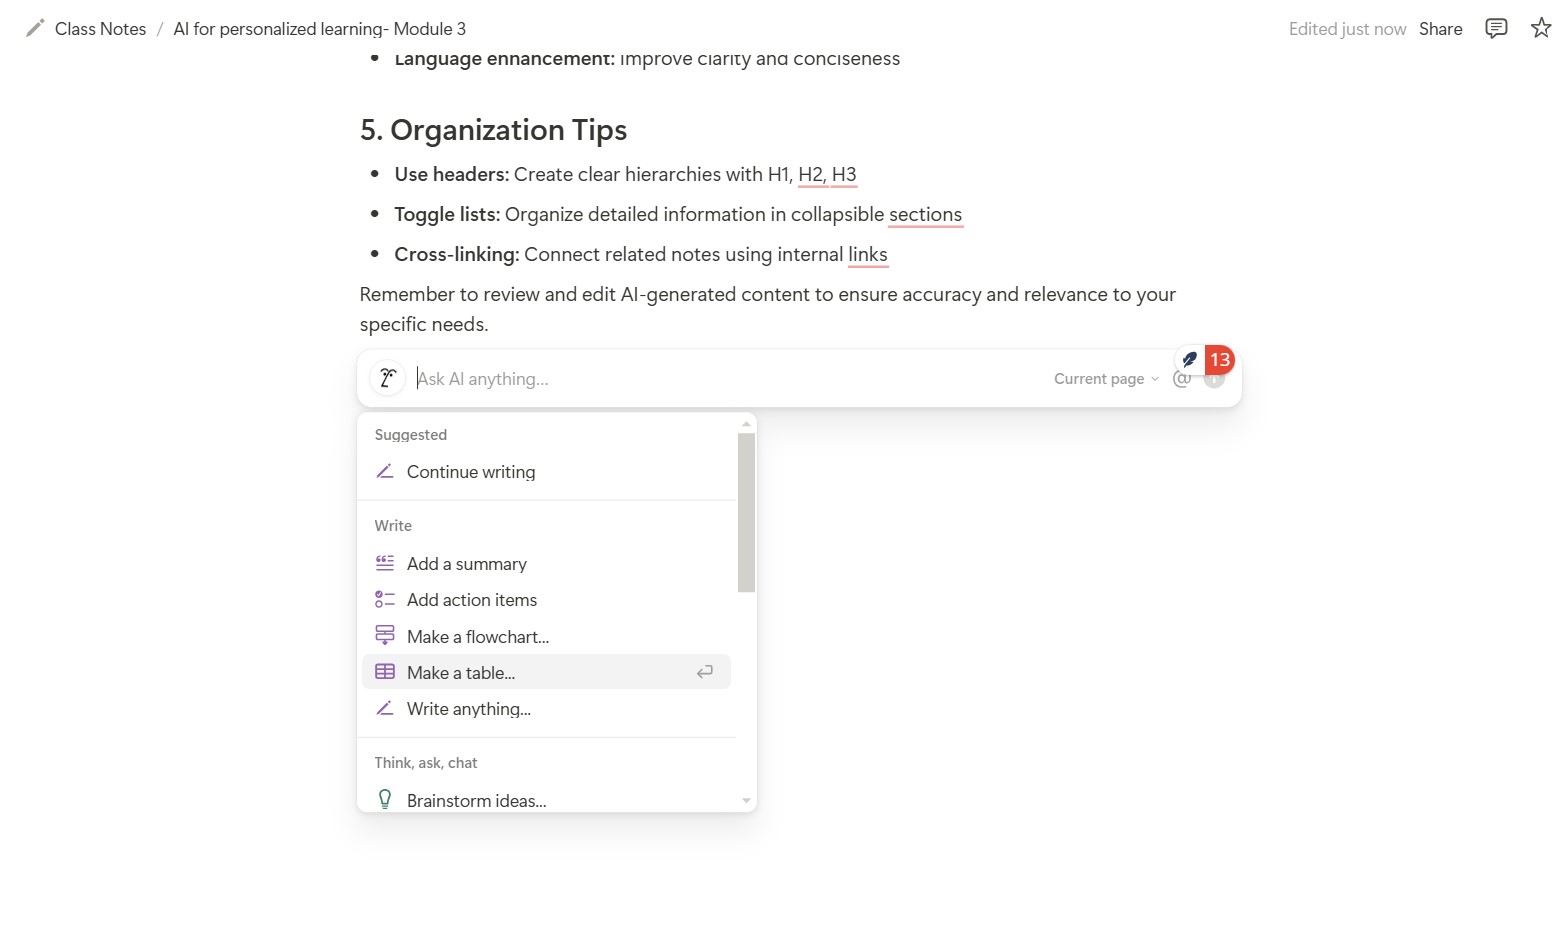 Class Notes / AI for personalized learning- Module 3
Edited just now Share
Language enhancement: Improve clarity and conciseness
5. Organization Tips
• Use headers: Create clear hierarchies with H1, H2, H3
• Toggle lists: Organize detailed information in collapsible sections
• Cross-linking: Connect related notes using internal links
Remember to review and edit AI-generated content to ensure accuracy and relevance to your
specific needs.
Ask AI anything...
Current page
@
13
Suggested
Continue writing
Write
Add a summary
Add action items
Make a flowchart...
Make a table...
Write anything...
Think, ask, chat
Brainstorm ideas...